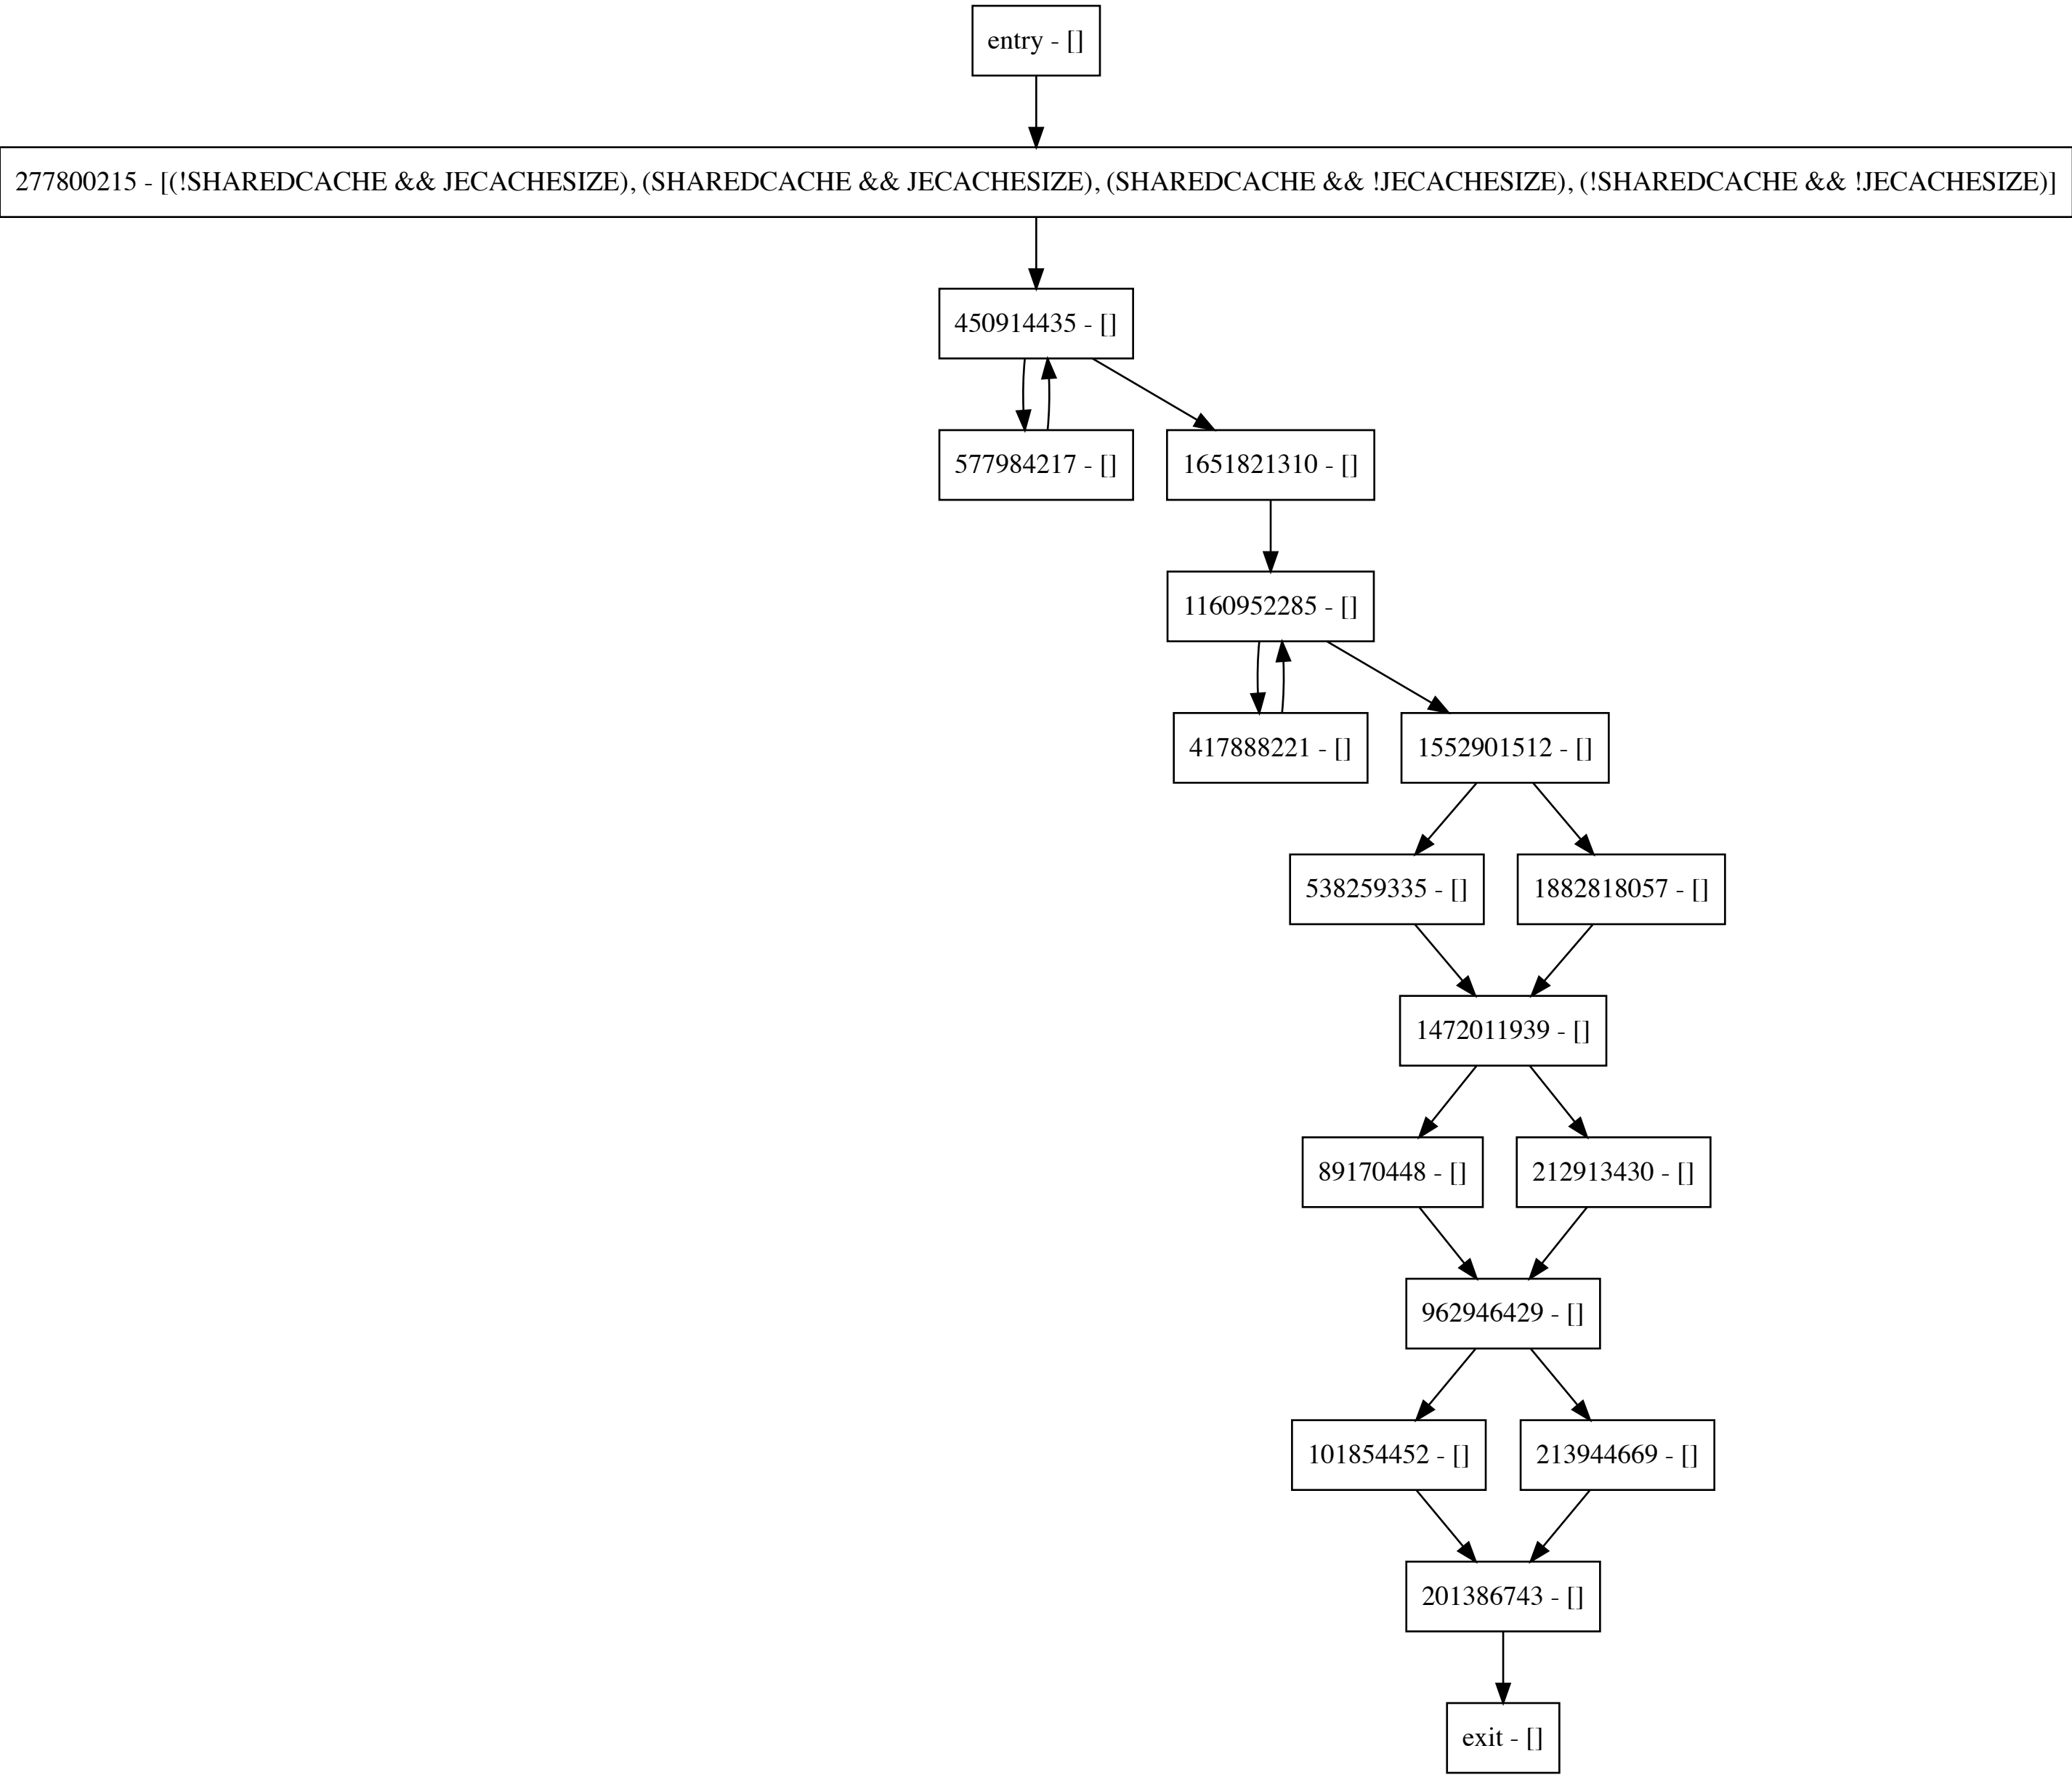 entry - []
277800215 - [(!SHAREDCACHE && JECACHESIZE), (SHAREDCACHE && JECACHESIZE), (SHAREDCACHE && !JECACHESIZE), (!SHAREDCACHE && !JECACHESIZE)]
450914435 - []
577984217 - []
1651821310 - []
1160952285 - []
417888221 - []
1552901512 - []
538259335 - []
1882818057 - []
1472011939 - []
89170448 - []
212913430 - []
962946429 - []
101854452 - []
213944669 - []
201386743 - []
exit - []